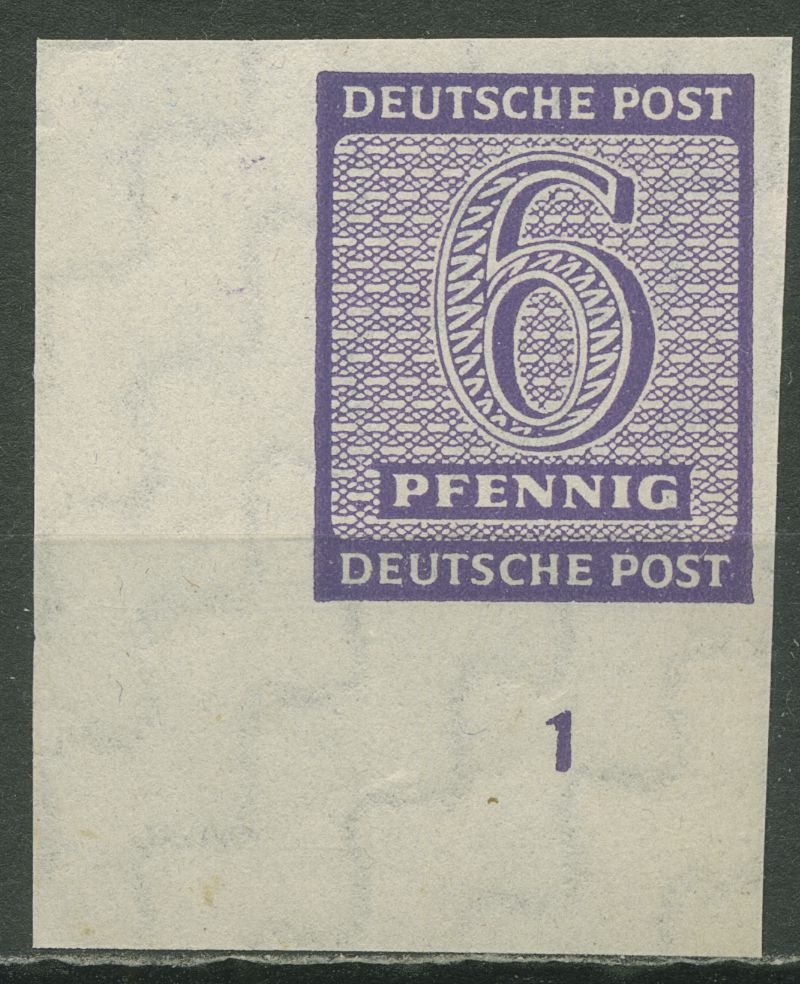 DEUTSCHE POST
6
PFENNIG
DEUTSCHE POST
1